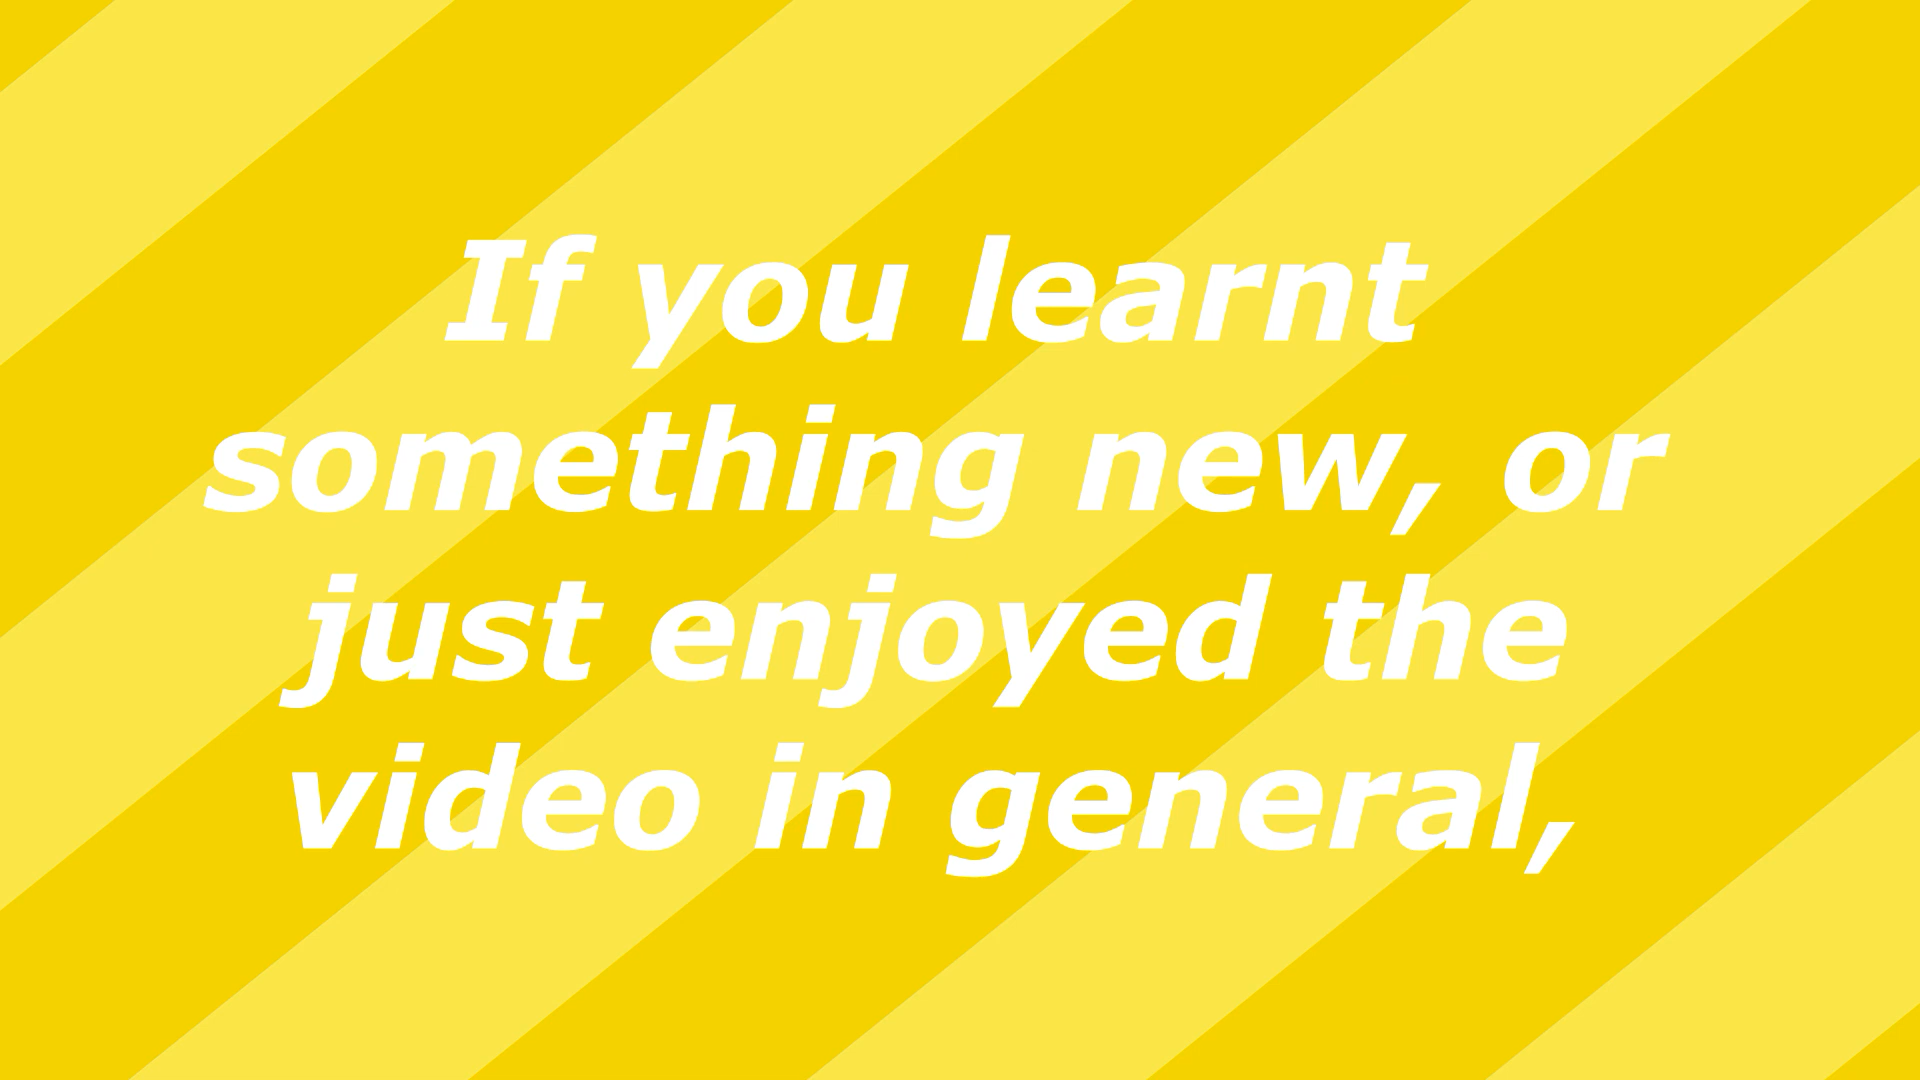 If you learnt
something new, or
just enjoyed the
video in general,